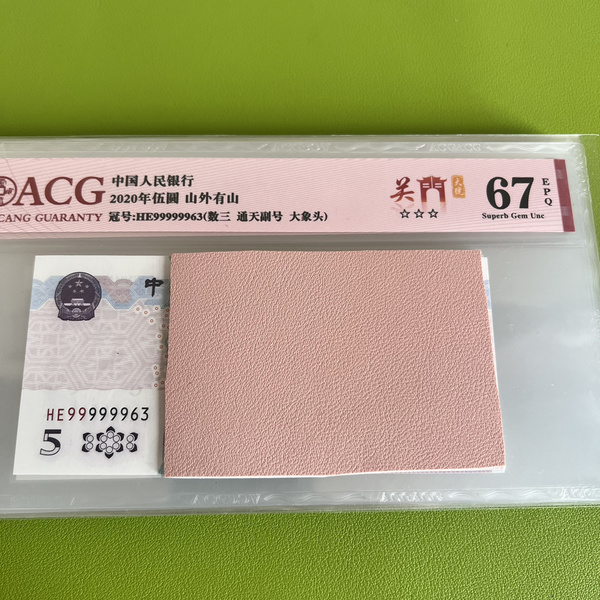 ACG
CANG GUARANTY
中国人民银行
2020年伍圆 山外有山
冠号:HE99999963(数三 通天副号 大象头)
关門
☆☆☆
67
EPQ
Superb Gem Unc
中
HE99999963
5